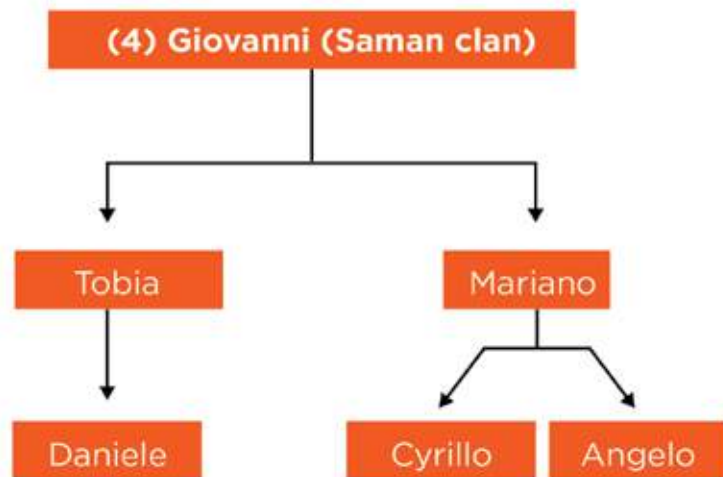 (4) Giovanni (Saman clan)
Tobia
Mariano
Daniele
Cyrillo
Angelo